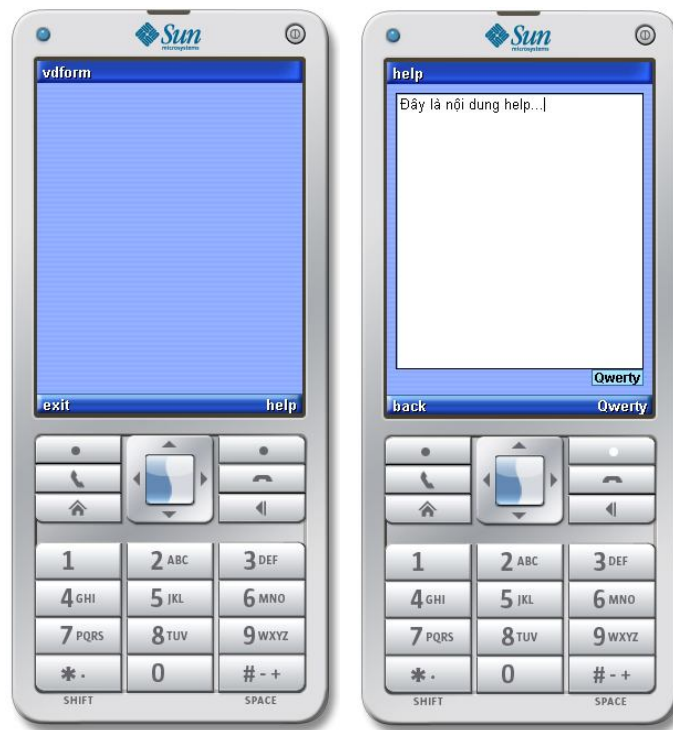 Sun
microsystems
vdform
exit help
1 2 ABC 3 DEF
4 GHI 5 JKL 6 MNO
7 PQRS 8 TUV 9 WXYZ
* . 0 # - +
SHIFT SPACE
Sun
microsystems
help
Đây là nội dung help...
Qwerty
back Qwerty
1 2 ABC 3 DEF
4 GHI 5 JKL 6 MNO
7 PQRS 8 TUV 9 WXYZ
* . 0 # - +
SHIFT SPACE